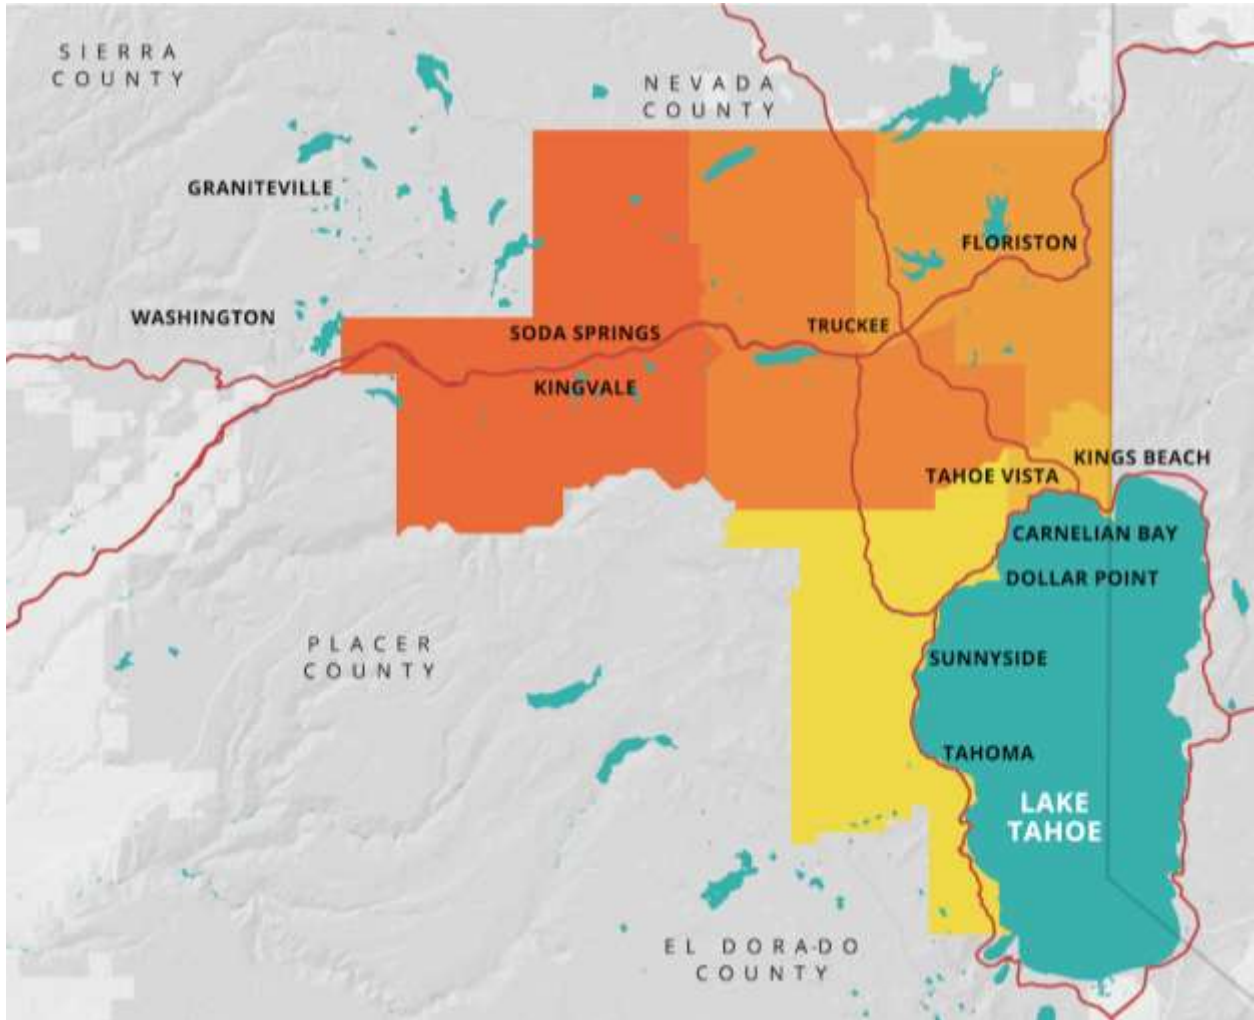 SIERRA
COUNTY
NEVADA
COUNTY
GRANITEVILLE
FLORISTON
WASHINGTON
SODA SPRINGS
TRUCKEE
KINGVALE
KINGS BEACH
TAHOE VISTA
CARNELIAN BAY
DOLLAR POINT
PLACER
COUNTY
SUNNYSIDE
TAHOMA
LAKE
TAHOE
EL DORADO
COUNTY